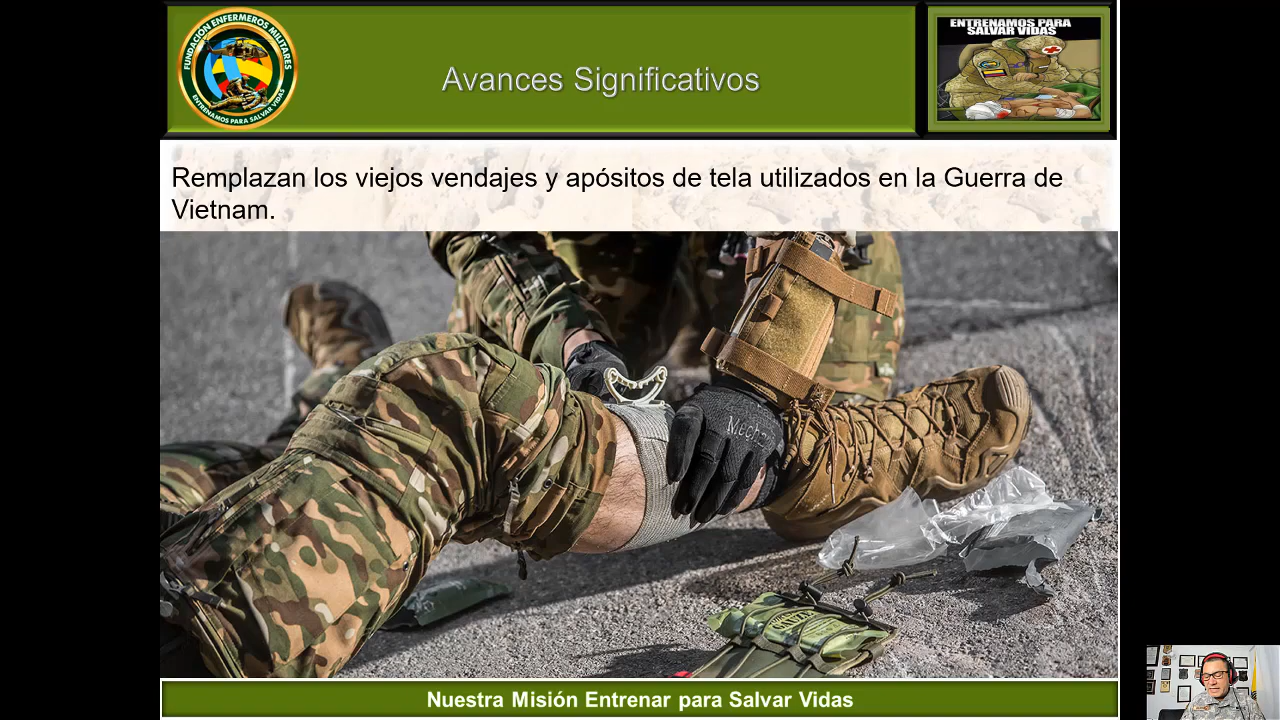 FUNDACIÓN ENFERMEROS MILITARES
ENTRENAMOS PARA SALVAR VIDAS
Avances Significativos
ENTRENAMOS PARA
SALVAR VIDAS
Remplazan los viejos vendajes y apósitos de tela utilizados en la Guerra de
Vietnam.
GAUZE
Nuestra Misión Entrenar para Salvar Vidas